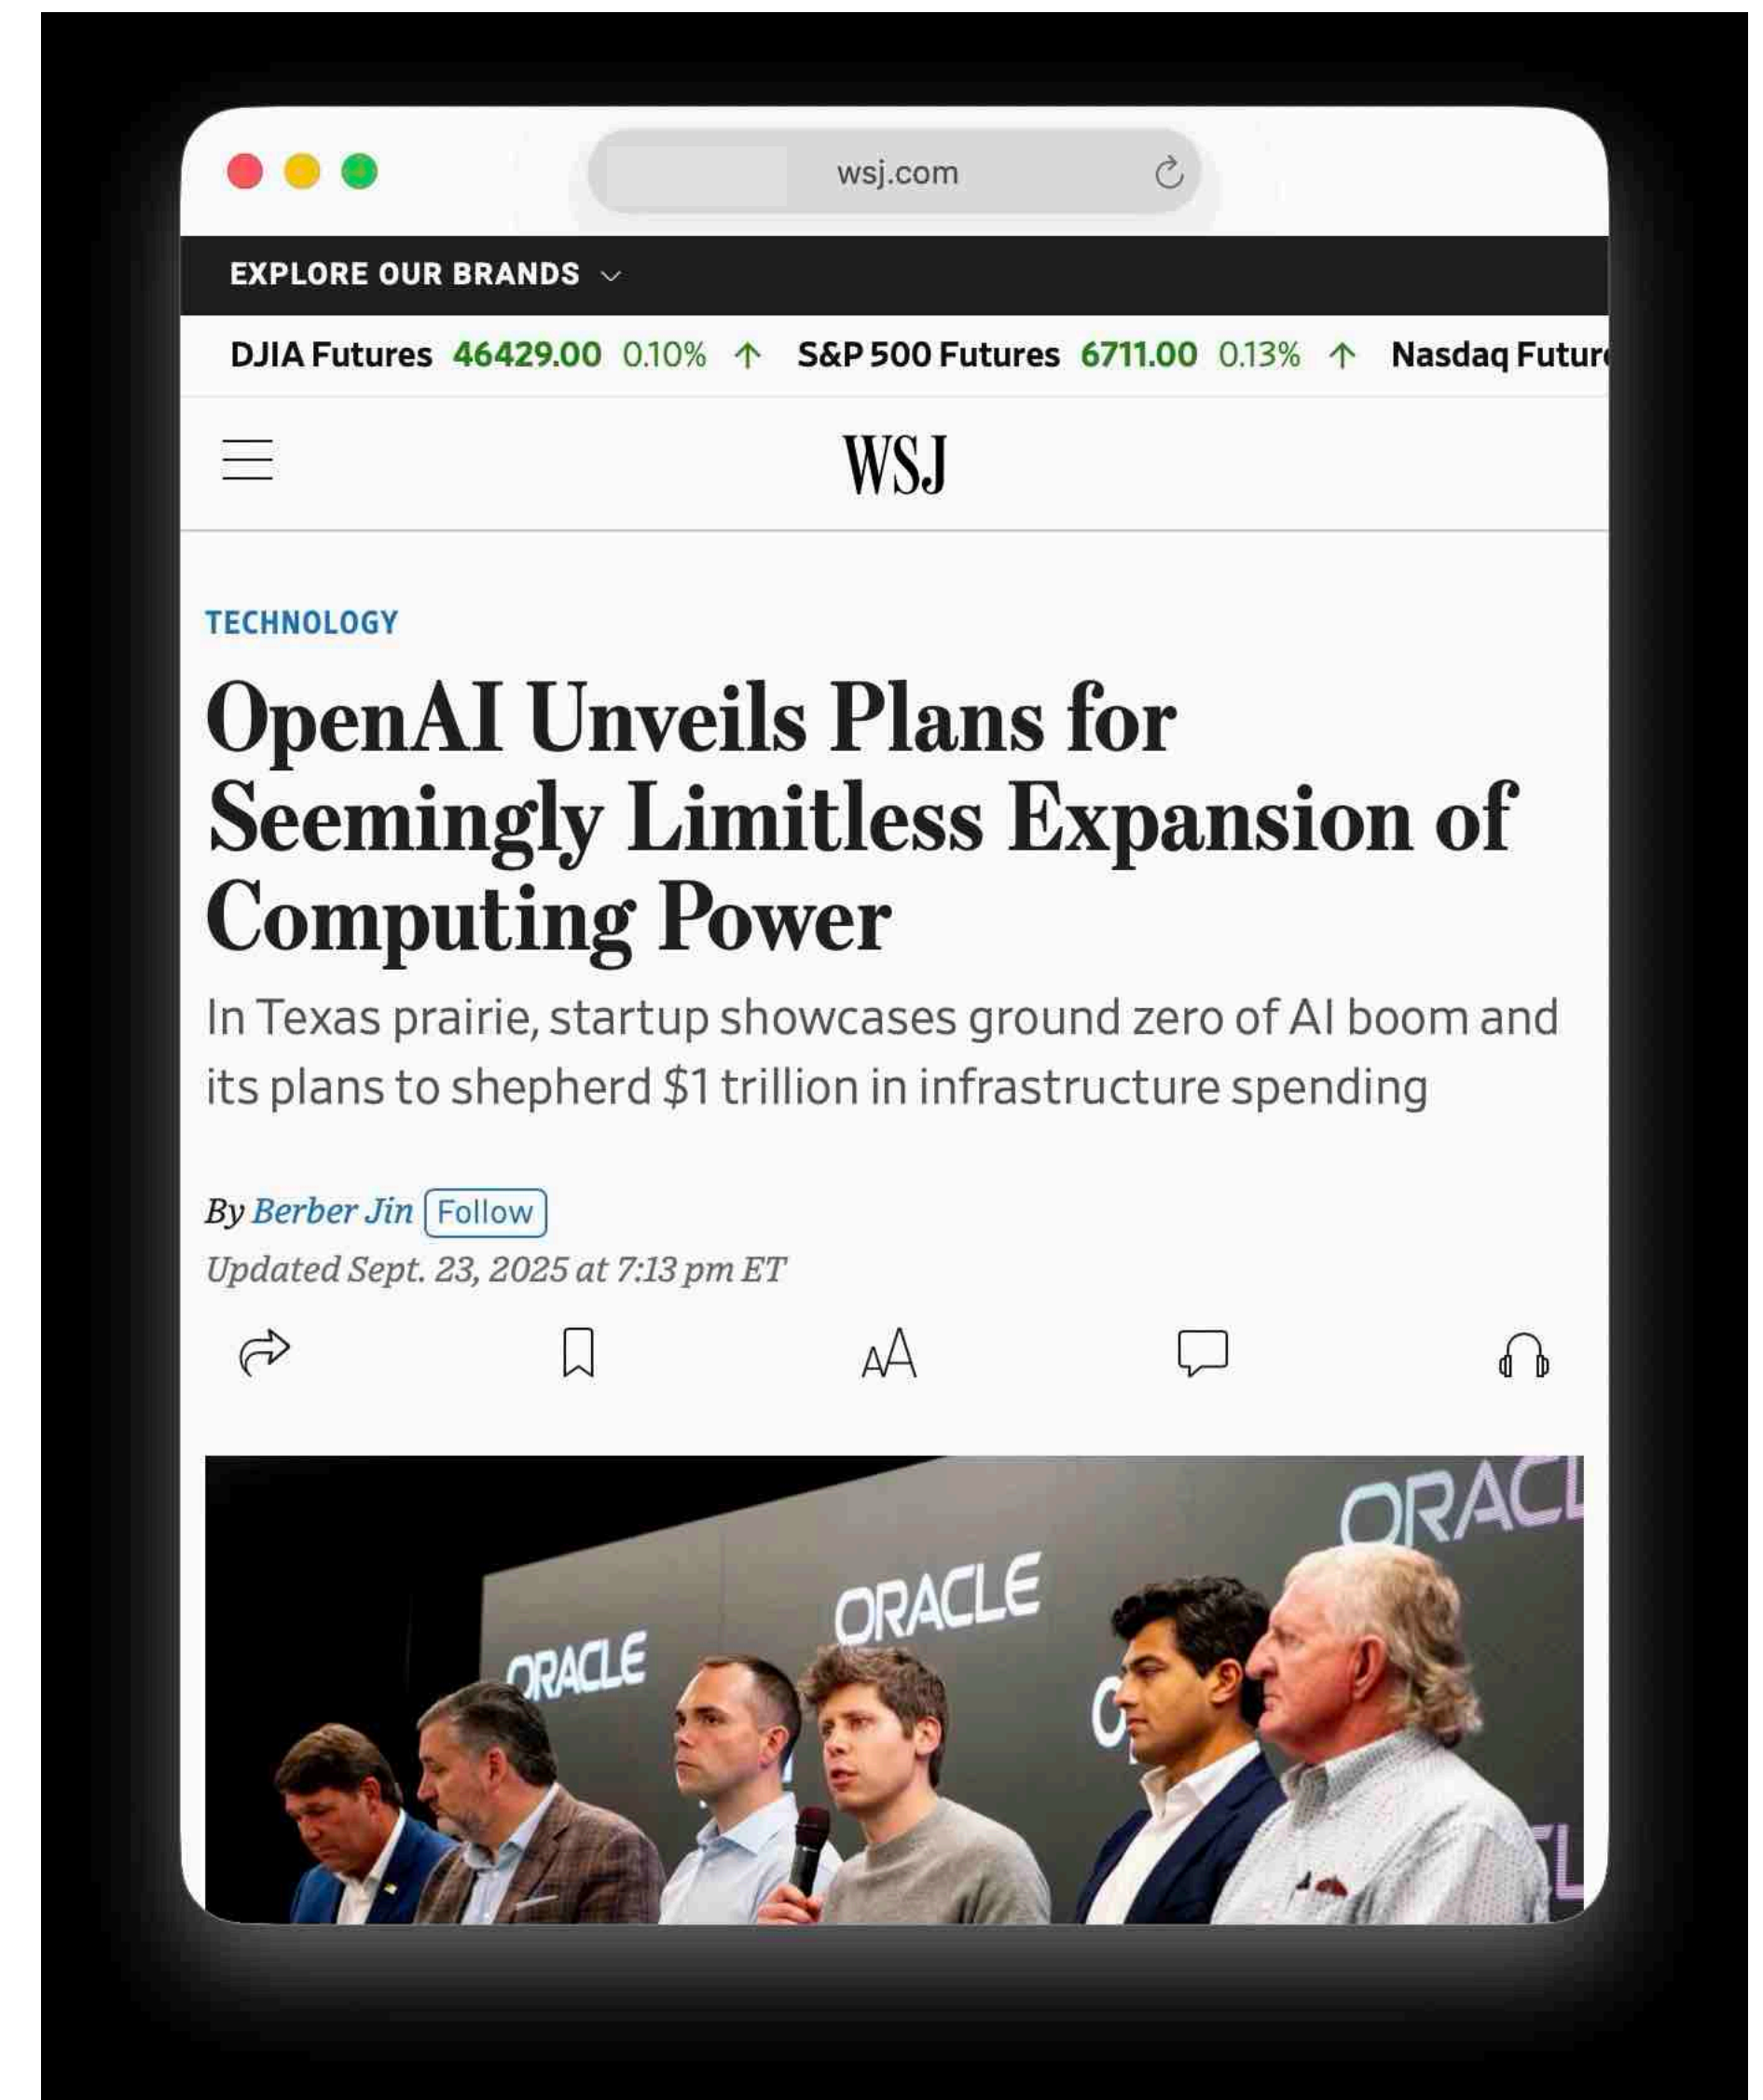 wsj.com
EXPLORE OUR BRANDS
DJIA Futures 46429.00 0.10% ↑ S&P 500 Futures 6711.00 0.13% ↑ Nasdaq Futur
WSJ
TECHNOLOGY
OpenAI Unveils Plans for
Seemingly Limitless Expansion of
Computing Power
In Texas prairie, startup showcases ground zero of AI boom and
its plans to shepherd $1 trillion in infrastructure spending
By Berber Jin Follow
Updated Sept. 23, 2025 at 7:13 pm ET
AA
ORACL
ORACLE
ORACLE